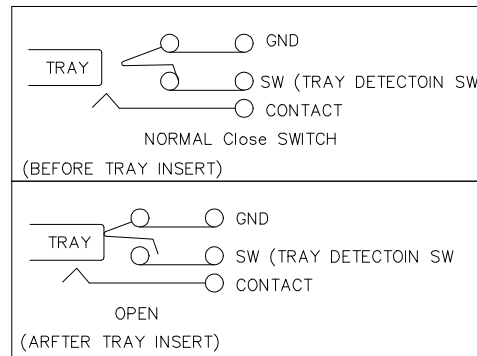 GND
TRAY
SW (TRAY DETECTOIN SW
CONTACT
NORMAL Close SWITCH
(BEFORE TRAY INSERT)
GND
TRAY
SW (TRAY DETECTOIN SW
CONTACT
OPEN
(ARFTER TRAY INSERT)